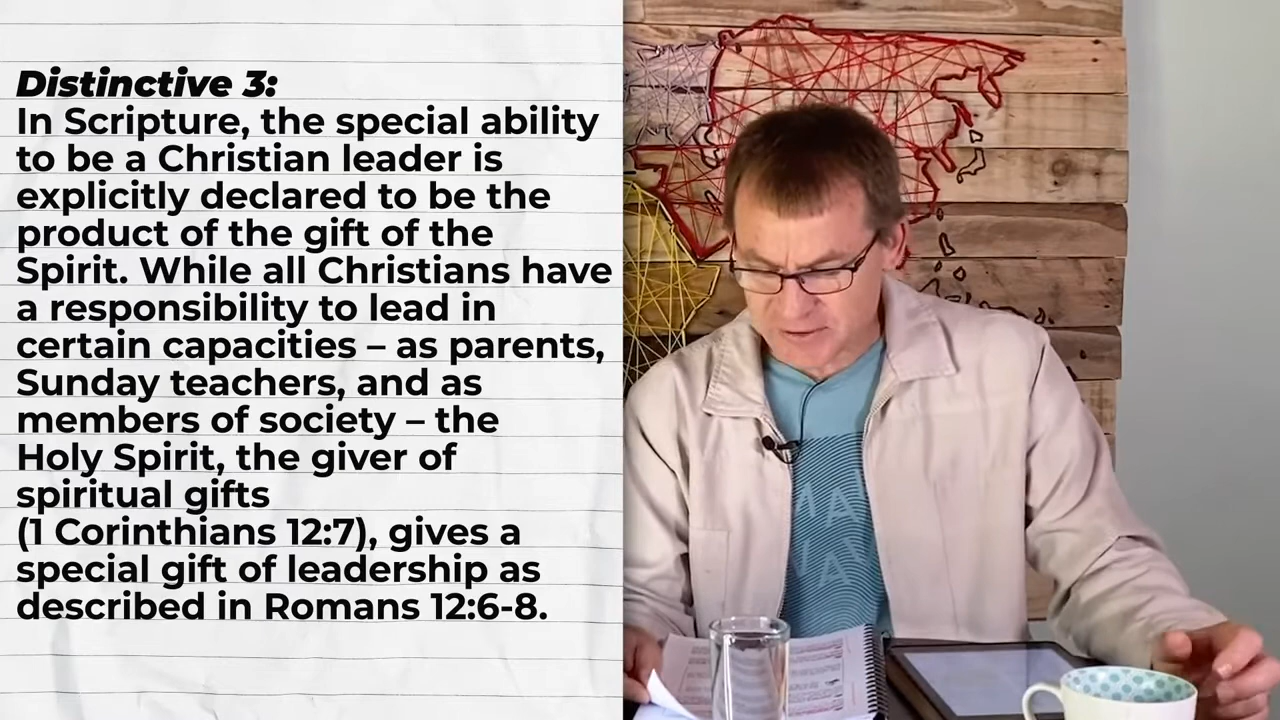 Distinctive 3:
In Scripture, the special ability
to be a Christian leader is
explicitly declared to be the
product of the gift of the
Spirit. While all Christians have
a responsibility to lead in
certain capacities – as parents,
Sunday teachers, and as
members of society – the
Holy Spirit, the giver of
spiritual gifts
(1 Corinthians 12:7), gives a
special gift of leadership as
described in Romans 12:6-8.